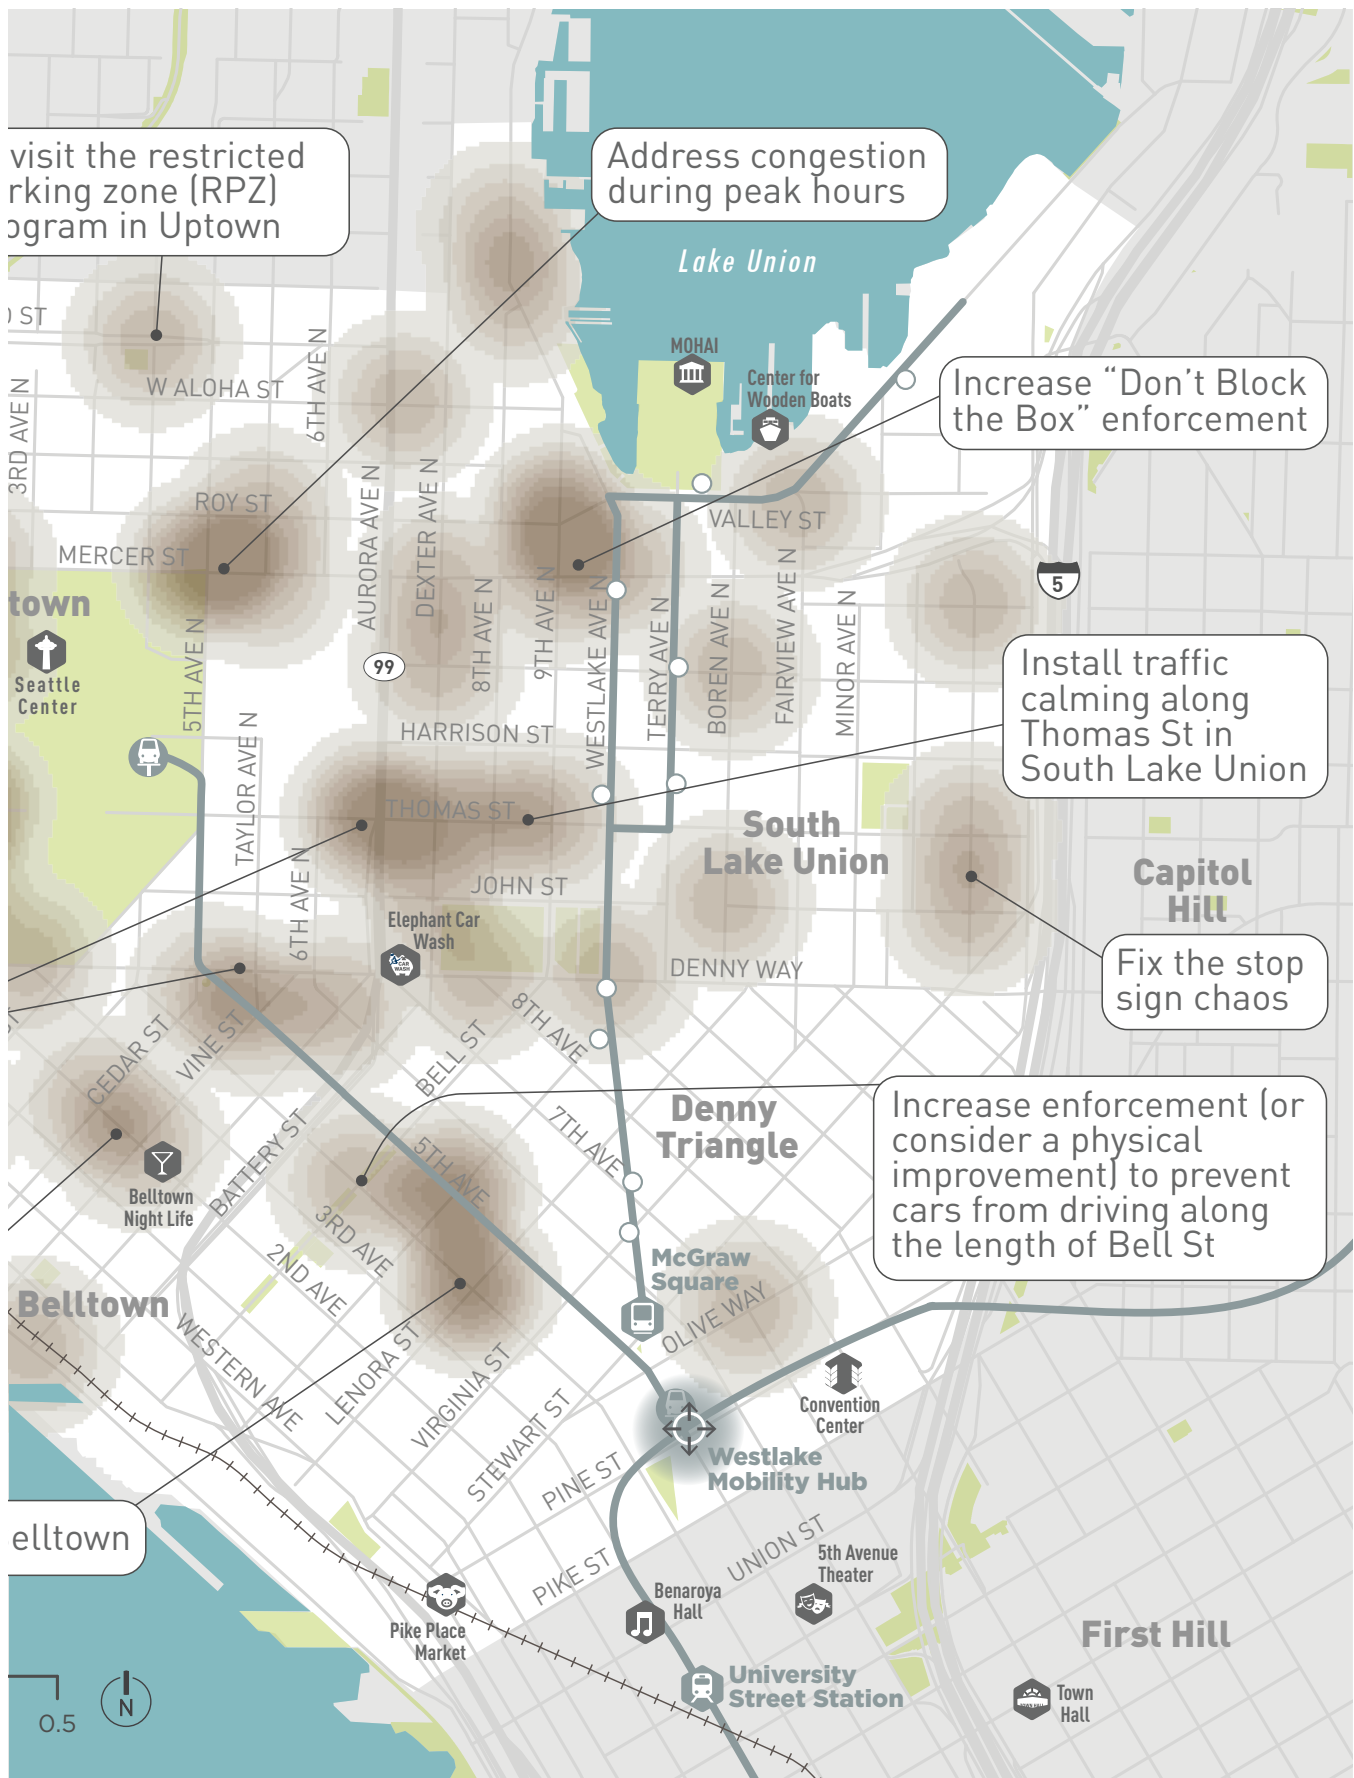 visit the restricted
rking zone (RPZ)
ogram in Uptown
Address congestion
during peak hours
Lake Union
MOHAI
Center for
Wooden Boats
Increase “Don’t Block
the Box” enforcement
ST
W ALOHA ST
6TH AVE N
3RD AVE N
ROY ST
MERCER ST
AURORA AVE N
DEXTER AVE N
8TH AVE N
9TH AVE N
WESTLAKE AVE N
TERRY AVE N
VALLEY ST
BOREN AVE N
FAIRVIEW AVE N
MINOR AVE N
5
town
Seattle
Center
5TH AVE N
99
Install traffic
calming along
Thomas St in
South Lake Union
HARRISON ST
TAYLOR AVE N
THOMAS ST
South
Lake Union
JOHN ST
6TH AVE N
Elephant Car
Wash
CAR
WASH
Capitol
Hill
DENNY WAY
Fix the stop
sign chaos
CEDAR ST
VINE ST
BELL ST
8TH AVE
Denny
Triangle
7TH AVE
5TH AVE
Increase enforcement (or
consider a physical
improvement) to prevent
cars from driving along
the length of Bell St
Belltown
Night Life
BATTERY ST
3RD AVE
2ND AVE
McGraw
Square
OLIVE WAY
Belltown
WESTERN AVE
LENORA ST
VIRGINIA ST
STEWART ST
Convention
Center
Westlake
Mobility Hub
PINE ST
elltown
PIKE ST
UNION ST
5th Avenue
Theater
Benaroya
Hall
Pike Place
Market
First Hill
University
Street Station
Town
Hall
TOWN HALL
0.5
N